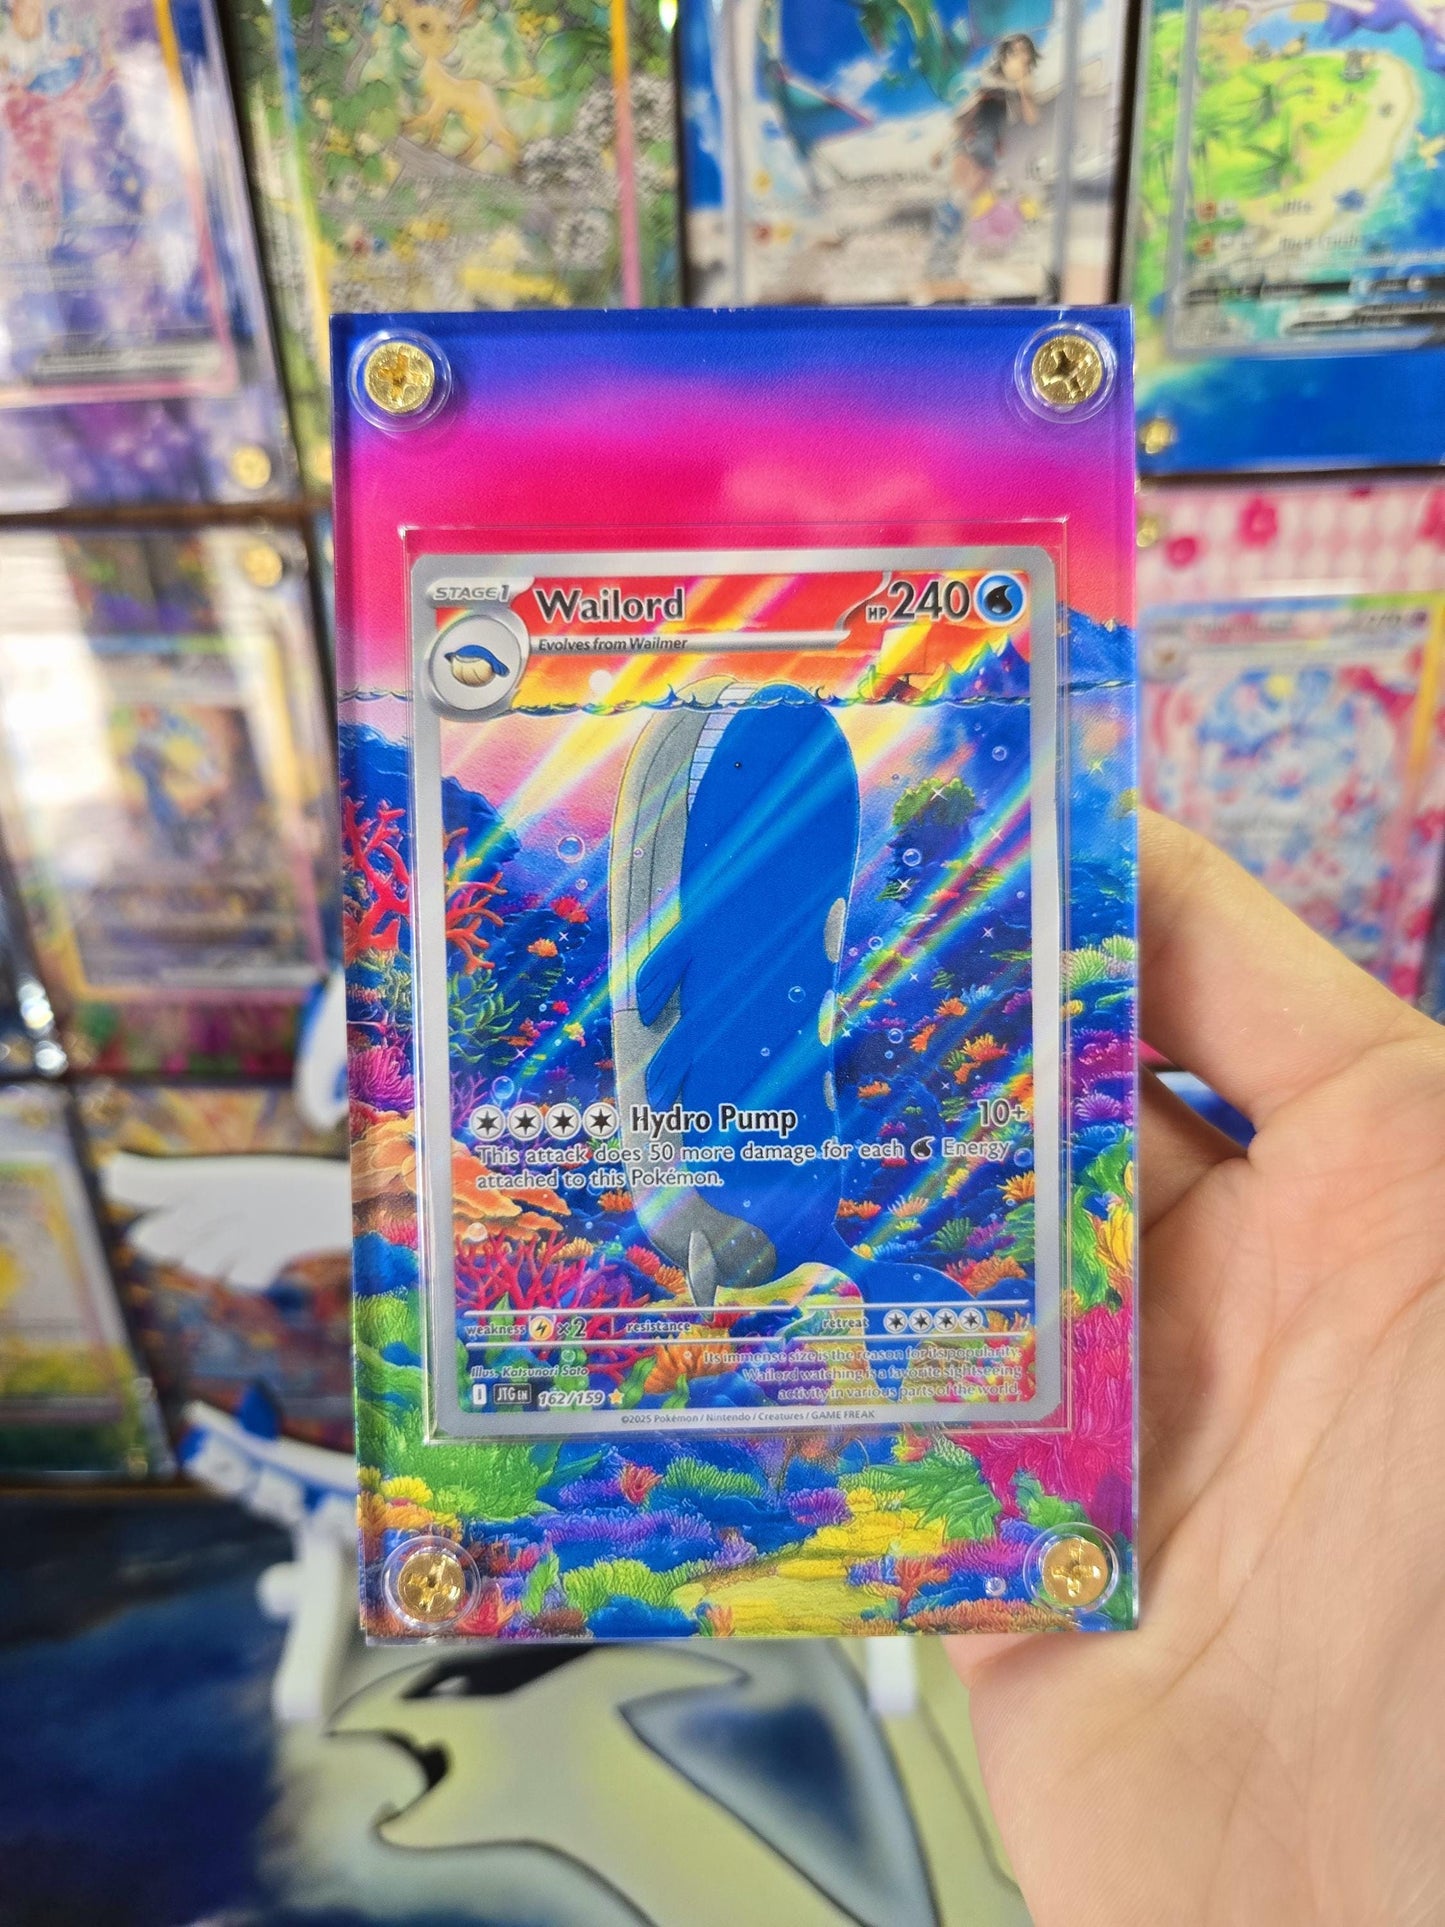 STAGE 1
Wailord
HP 240
Evolves from Wailmer
Hydro Pump 10+
This attack does 50 more damage for each Energy
attached to this Pokémon.
weakness ×2 resistance retreat
Illus. Katsunori Sato
Its immense size is the reason for its popularity.
Wailord watching is a favorite sightseeing
activity in various parts of the world.
I JTG EN 162/159
©2025 Pokémon / Nintendo / Creatures / GAME FREAK